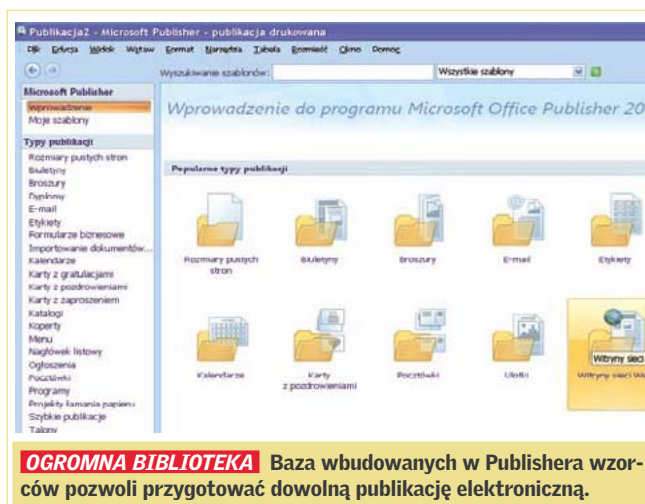 Publikacja2 - Microsoft Publisher - publikacja drukowana
Plik Edycja Widok Wstaw Format Narzędzia Tabela Rozmieść Okno Pomoc
Wyszukiwanie szablonów: Wszystkie szablony
Microsoft Publisher
Wprowadzenie
Moje szablony
Typy publikacji
Rozmiary pustych stron
Biuletyny
Broszury
Dyplomy
E-mail
Etykiety
Formularze biznesowe
Importowanie dokumentów...
Kalendarze
Karty z gratulacjami
Karty z pozdrowieniami
Karty z zaproszeniem
Katalogi
Koperty
Menu
Nagłówek listowy
Ogłoszenia
Pocztówki
Programy
Projekty łamania papieru
Szybkie publikacje
Talony
Wprowadzenie do programu Microsoft Office Publisher 20
Popularne typy publikacji
Rozmiary pustych
stron
Biuletyny
Broszury
E-mail
Etykiety
Kalendarze
Karty
z pozdrowieniami
Pocztówki
Ulotki
Witryny sieci
Witryny sieci We
OGROMNA BIBLIOTEKA Baza wbudowanych w Publishera wzor-
ców pozwoli przygotować dowolną publikację elektroniczną.